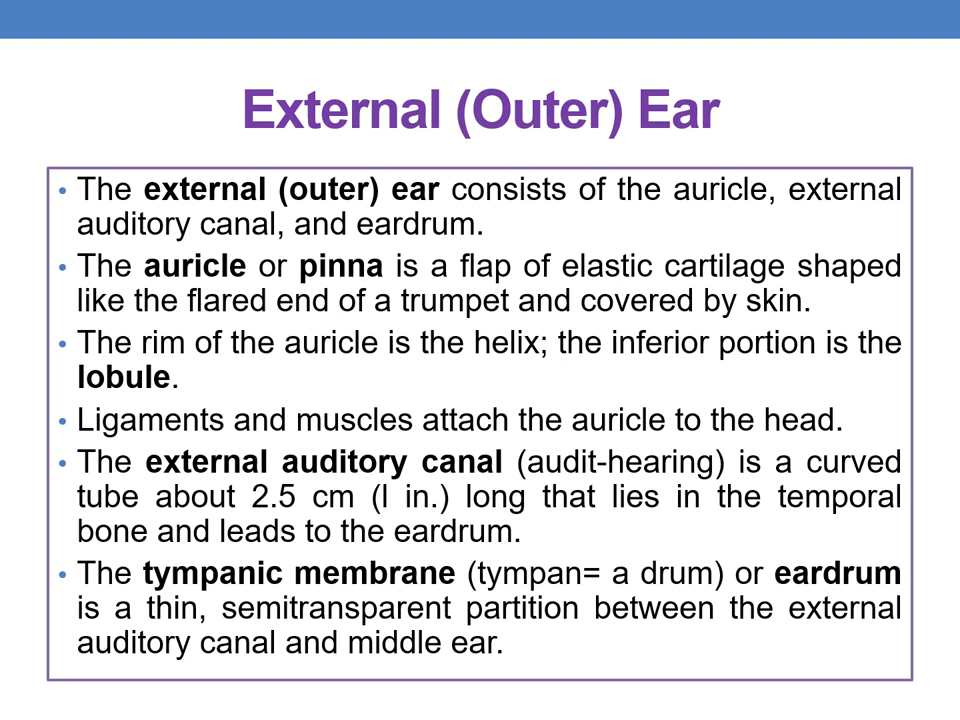 External (Outer) Ear
• The external (outer) ear consists of the auricle, external
auditory canal, and eardrum.
• The auricle or pinna is a flap of elastic cartilage shaped
like the flared end of a trumpet and covered by skin.
• The rim of the auricle is the helix; the inferior portion is the
lobule.
• Ligaments and muscles attach the auricle to the head.
• The external auditory canal (audit-hearing) is a curved
tube about 2.5 cm (l in.) long that lies in the temporal
bone and leads to the eardrum.
• The tympanic membrane (tympan= a drum) or eardrum
is a thin, semitransparent partition between the external
auditory canal and middle ear.